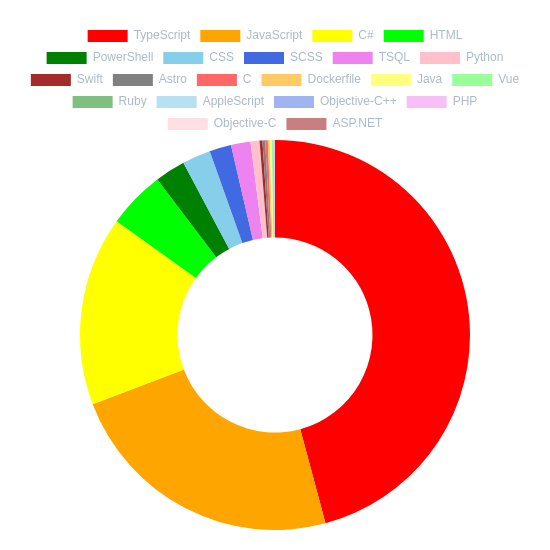 TypeScript JavaScript C# HTML
PowerShell CSS SCSS TSQL Python
Swift Astro C Dockerfile Java Vue
Ruby AppleScript Objective-C++ PHP
Objective-C ASP.NET